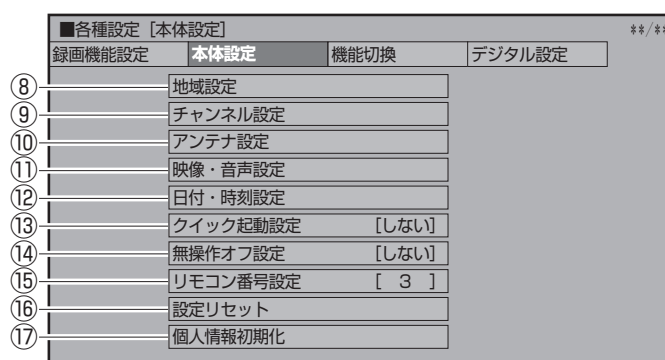 ■各種設定［本体設定］ **/**
録画機能設定 本体設定 機能切換 デジタル設定
⑧ 地域設定
⑨ チャンネル設定
⑩ アンテナ設定
⑪ 映像・音声設定
⑫ 日付・時刻設定
⑬ クイック起動設定 ［しない］
⑭ 無操作オフ設定 ［しない］
⑮ リモコン番号設定 ［ 3 ］
⑯ 設定リセット
⑰ 個人情報初期化